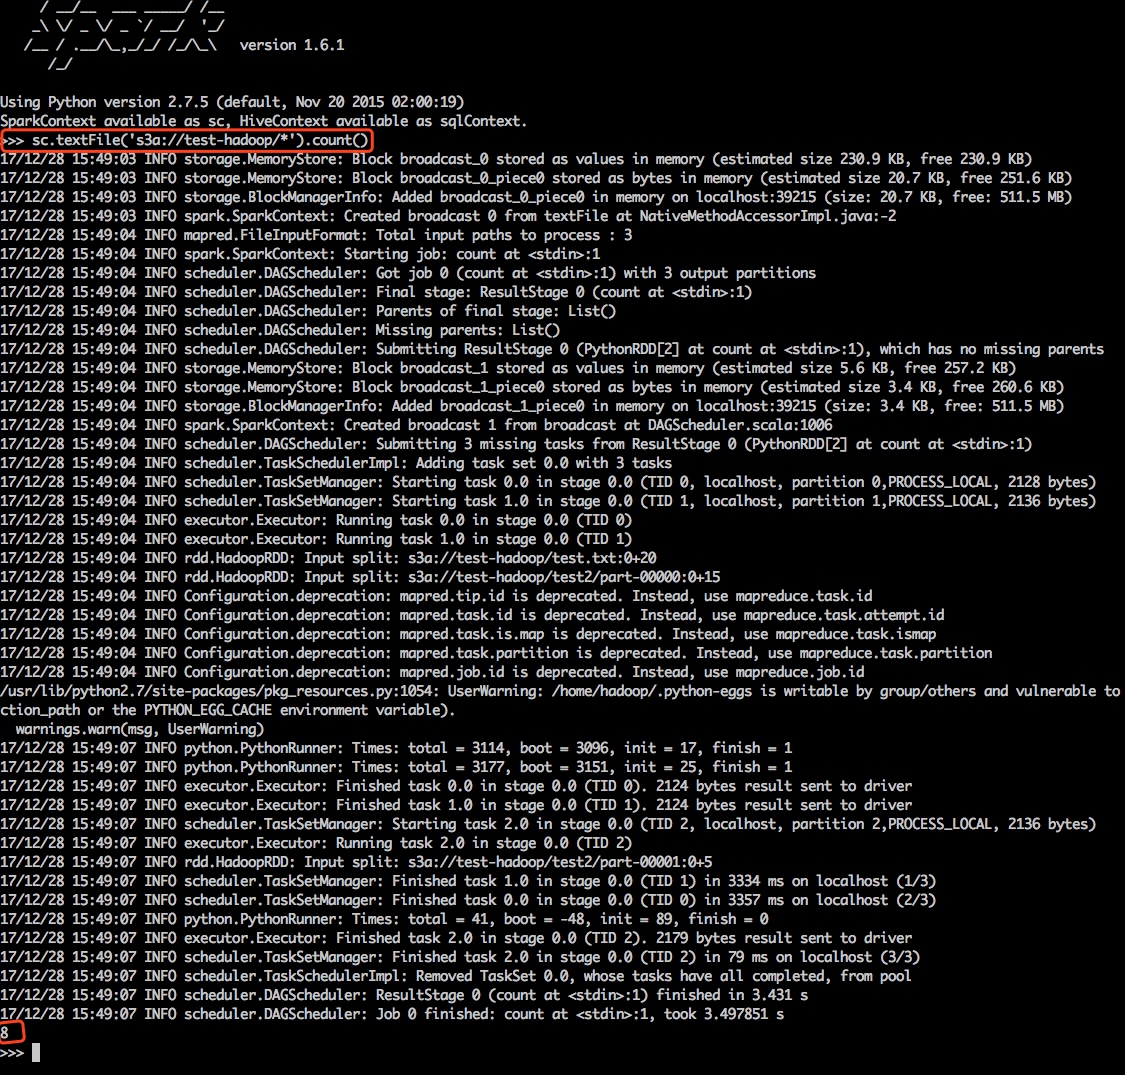 / __/__  ___ _____/ /__
   _\ \/ _ \/ _ `/ __/  '_/
  /__ / .__/\_,_/_/ /_/\_\   version 1.6.1
     /_/
Using Python version 2.7.5 (default, Nov 20 2015 02:00:19)
SparkContext available as sc, HiveContext available as sqlContext.
>>> sc.textFile('s3a://test-hadoop/*').count()
17/12/28 15:49:03 INFO storage.MemoryStore: Block broadcast_0 stored as values in memory (estimated size 230.9 KB, free 230.9 KB)
17/12/28 15:49:03 INFO storage.MemoryStore: Block broadcast_0_piece0 stored as bytes in memory (estimated size 20.7 KB, free 251.6 KB)
17/12/28 15:49:03 INFO storage.BlockManagerInfo: Added broadcast_0_piece0 in memory on localhost:39215 (size: 20.7 KB, free: 511.5 MB)
17/12/28 15:49:03 INFO spark.SparkContext: Created broadcast 0 from textFile at NativeMethodAccessorImpl.java:-2
17/12/28 15:49:04 INFO mapred.FileInputFormat: Total input paths to process : 3
17/12/28 15:49:04 INFO spark.SparkContext: Starting job: count at <stdin>:1
17/12/28 15:49:04 INFO scheduler.DAGScheduler: Got job 0 (count at <stdin>:1) with 3 output partitions
17/12/28 15:49:04 INFO scheduler.DAGScheduler: Final stage: ResultStage 0 (count at <stdin>:1)
17/12/28 15:49:04 INFO scheduler.DAGScheduler: Parents of final stage: List()
17/12/28 15:49:04 INFO scheduler.DAGScheduler: Missing parents: List()
17/12/28 15:49:04 INFO scheduler.DAGScheduler: Submitting ResultStage 0 (PythonRDD[2] at count at <stdin>:1), which has no missing parents
17/12/28 15:49:04 INFO storage.MemoryStore: Block broadcast_1 stored as values in memory (estimated size 5.6 KB, free 257.2 KB)
17/12/28 15:49:04 INFO storage.MemoryStore: Block broadcast_1_piece0 stored as bytes in memory (estimated size 3.4 KB, free 260.6 KB)
17/12/28 15:49:04 INFO storage.BlockManagerInfo: Added broadcast_1_piece0 in memory on localhost:39215 (size: 3.4 KB, free: 511.5 MB)
17/12/28 15:49:04 INFO spark.SparkContext: Created broadcast 1 from broadcast at DAGScheduler.scala:1006
17/12/28 15:49:04 INFO scheduler.DAGScheduler: Submitting 3 missing tasks from ResultStage 0 (PythonRDD[2] at count at <stdin>:1)
17/12/28 15:49:04 INFO scheduler.TaskSchedulerImpl: Adding task set 0.0 with 3 tasks
17/12/28 15:49:04 INFO scheduler.TaskSetManager: Starting task 0.0 in stage 0.0 (TID 0, localhost, partition 0,PROCESS_LOCAL, 2128 bytes)
17/12/28 15:49:04 INFO scheduler.TaskSetManager: Starting task 1.0 in stage 0.0 (TID 1, localhost, partition 1,PROCESS_LOCAL, 2136 bytes)
17/12/28 15:49:04 INFO executor.Executor: Running task 0.0 in stage 0.0 (TID 0)
17/12/28 15:49:04 INFO executor.Executor: Running task 1.0 in stage 0.0 (TID 1)
17/12/28 15:49:04 INFO rdd.HadoopRDD: Input split: s3a://test-hadoop/test.txt:0+20
17/12/28 15:49:04 INFO rdd.HadoopRDD: Input split: s3a://test-hadoop/test2/part-00000:0+15
17/12/28 15:49:04 INFO Configuration.deprecation: mapred.tip.id is deprecated. Instead, use mapreduce.task.id
17/12/28 15:49:04 INFO Configuration.deprecation: mapred.task.id is deprecated. Instead, use mapreduce.task.attempt.id
17/12/28 15:49:04 INFO Configuration.deprecation: mapred.task.is.map is deprecated. Instead, use mapreduce.task.ismap
17/12/28 15:49:04 INFO Configuration.deprecation: mapred.task.partition is deprecated. Instead, use mapreduce.task.partition
17/12/28 15:49:04 INFO Configuration.deprecation: mapred.job.id is deprecated. Instead, use mapreduce.job.id
/usr/lib/python2.7/site-packages/pkg_resources.py:1054: UserWarning: /home/hadoop/.python-eggs is writable by group/others and vulnerable to
ction_path or the PYTHON_EGG_CACHE environment variable).
  warnings.warn(msg, UserWarning)
17/12/28 15:49:07 INFO python.PythonRunner: Times: total = 3114, boot = 3096, init = 17, finish = 1
17/12/28 15:49:07 INFO python.PythonRunner: Times: total = 3177, boot = 3151, init = 25, finish = 1
17/12/28 15:49:07 INFO executor.Executor: Finished task 0.0 in stage 0.0 (TID 0). 2124 bytes result sent to driver
17/12/28 15:49:07 INFO executor.Executor: Finished task 1.0 in stage 0.0 (TID 1). 2124 bytes result sent to driver
17/12/28 15:49:07 INFO scheduler.TaskSetManager: Starting task 2.0 in stage 0.0 (TID 2, localhost, partition 2,PROCESS_LOCAL, 2136 bytes)
17/12/28 15:49:07 INFO executor.Executor: Running task 2.0 in stage 0.0 (TID 2)
17/12/28 15:49:07 INFO rdd.HadoopRDD: Input split: s3a://test-hadoop/test2/part-00001:0+5
17/12/28 15:49:07 INFO scheduler.TaskSetManager: Finished task 1.0 in stage 0.0 (TID 1) in 3334 ms on localhost (1/3)
17/12/28 15:49:07 INFO scheduler.TaskSetManager: Finished task 0.0 in stage 0.0 (TID 0) in 3357 ms on localhost (2/3)
17/12/28 15:49:07 INFO python.PythonRunner: Times: total = 41, boot = -48, init = 89, finish = 0
17/12/28 15:49:07 INFO executor.Executor: Finished task 2.0 in stage 0.0 (TID 2). 2179 bytes result sent to driver
17/12/28 15:49:07 INFO scheduler.TaskSetManager: Finished task 2.0 in stage 0.0 (TID 2) in 79 ms on localhost (3/3)
17/12/28 15:49:07 INFO scheduler.TaskSchedulerImpl: Removed TaskSet 0.0, whose tasks have all completed, from pool
17/12/28 15:49:07 INFO scheduler.DAGScheduler: ResultStage 0 (count at <stdin>:1) finished in 3.431 s
17/12/28 15:49:07 INFO scheduler.DAGScheduler: Job 0 finished: count at <stdin>:1, took 3.497851 s
8
>>>